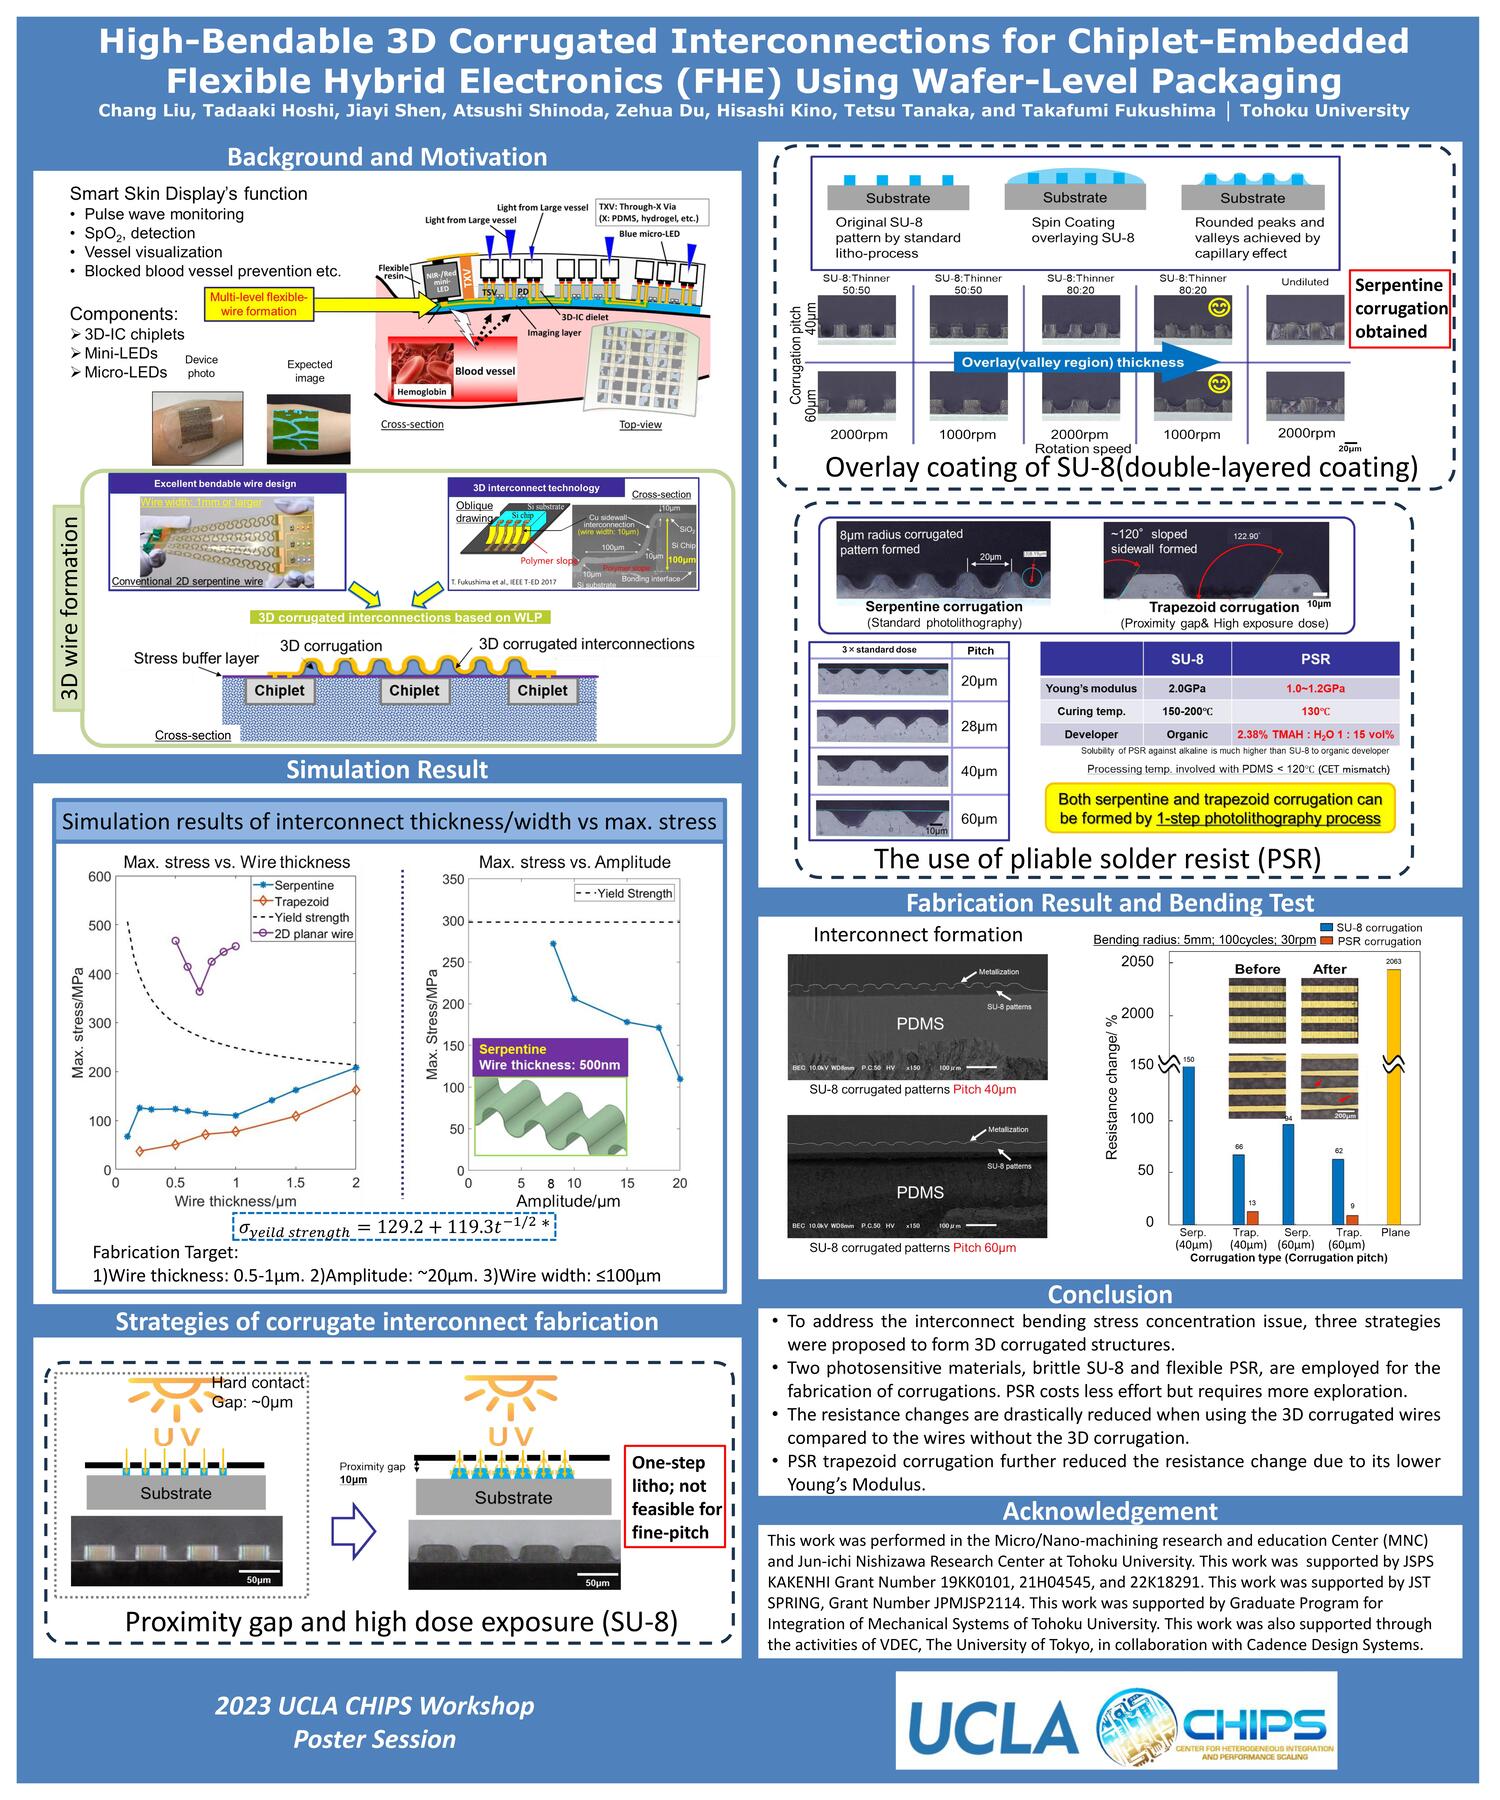 High-Bendable 3D Corrugated Interconnections for Chiplet-Embedded
Flexible Hybrid Electronics (FHE) Using Wafer-Level Packaging
Chang Liu, Tadaaki Hoshi, Jiayi Shen, Atsushi Shinoda, Zehua Du, Hisashi Kino, Tetsu Tanaka, and Takafumi Fukushima | Tohoku University
Background and Motivation
Smart Skin Display's function
• Pulse wave monitoring
• SpO2, detection
• Vessel visualization
• Blocked blood vessel prevention etc.
Multi-level flexible-
wire formation
Components:
➢ 3D-IC chiplets
➢ Mini-LEDs
➢ Micro-LEDs
Device
photo
Expected
image
Light from Large vessel
Light from Large vessel
TXV: Through-X Via
(X: PDMS, hydrogel, etc.)
Blue micro-LED
Flexible
resin
NIR-/Red
mini-
LED
TXV
TSV
PD
3D-IC dielet
Imaging layer
Blood vessel
Hemoglobin
Cross-section
Top-view
3D wire formation
Excellent bendable wire design
Wire width: 1mm or larger
Conventional 2D serpentine wire
3D interconnect technology
Cross-section
Oblique
drawing
Si substrate
Si chip
Polymer slope
T. Fukushima et al., IEEE T-ED 2017
Cu sidewall
interconnection
(wire width: 10µm)
10µm
SiO2
Si Chip
100µm
100µm
10µm
Polymer slope
10µm
Bonding interface
Si substrate
3D corrugated interconnections based on WLP
3D corrugation
3D corrugated interconnections
Stress buffer layer
Chiplet
Chiplet
Chiplet
Cross-section
Simulation Result
Simulation results of interconnect thickness/width vs max. stress
Max. stress vs. Wire thickness
Max. stress/MPa
600
500
400
300
200
100
0
Serpentine
Trapezoid
Yield strength
2D planar wire
0 0.5 1 1.5 2
Wire thickness/µm
Max. stress vs. Amplitude
Max. Stress/MPa
350
300
250
200
150
100
50
0
Yield Strength
Serpentine
Wire thickness: 500nm
0 5 8 10 15 20
Amplitude/µm
σyeild strength = 129.2 + 119.3t−1/2 *
Fabrication Target:
1)Wire thickness: 0.5-1µm. 2)Amplitude: ~20µm. 3)Wire width: ≤100µm
Strategies of corrugate interconnect fabrication
Hard contact
Gap: ~0µm
UV
Substrate
50µm
UV
Proximity gap
10µm
Substrate
50µm
One-step
litho; not
feasible for
fine-pitch
Proximity gap and high dose exposure (SU-8)
2023 UCLA CHIPS Workshop
Poster Session
Substrate
Substrate
Substrate
Original SU-8
pattern by standard
litho-process
Spin Coating
overlaying SU-8
Rounded peaks and
valleys achieved by
capillary effect
SU-8:Thinner
50:50
SU-8:Thinner
50:50
SU-8:Thinner
80:20
SU-8:Thinner
80:20
Undiluted
Corrugation pitch
40µm
60µm
Overlay(valley region) thickness
2000rpm 1000rpm 2000rpm 1000rpm 2000rpm
Rotation speed
20µm
Serpentine
corrugation
obtained
Overlay coating of SU-8(double-layered coating)
8µm radius corrugated
pattern formed
20µm
Serpentine corrugation
(Standard photolithography)
~120° sloped
sidewall formed
122.90°
10µm
Trapezoid corrugation
(Proximity gap& High exposure dose)
3×standard dose Pitch
20µm
28µm
40µm
60µm
10µm
SU-8 PSR
Young's modulus 2.0GPa 1.0~1.2GPa
Curing temp. 150-200℃ 130℃
Developer Organic 2.38% TMAH : H2O 1 : 15 vol%
Solubility of PSR against alkaline is much higher than SU-8 to organic developer
Processing temp. involved with PDMS < 120℃ (CET mismatch)
Both serpentine and trapezoid corrugation can
be formed by 1-step photolithography process
The use of pliable solder resist (PSR)
Fabrication Result and Bending Test
Interconnect formation
Metallization
SU-8 patterns
PDMS
BEC 10.0kV WD8mm P.C.50 HV x150 100µm
SU-8 corrugated patterns Pitch 40µm
Metallization
SU-8 patterns
PDMS
BEC 10.0kV WD8mm P.C.50 HV x150 100µm
SU-8 corrugated patterns Pitch 60µm
SU-8 corrugation
PSR corrugation
Bending radius: 5mm; 100cycles; 30rpm
Resistance change/ %
2050
2000
150
100
50
0
Before
After
200µm
150
66
13
94
62
9
2063
Serp.
(40µm)
Trap.
(40µm)
Serp.
(60µm)
Trap.
(60µm)
Plane
Corrugation type (Corrugation pitch)
Conclusion
• To address the interconnect bending stress concentration issue, three strategies
were proposed to form 3D corrugated structures.
• Two photosensitive materials, brittle SU-8 and flexible PSR, are employed for the
fabrication of corrugations. PSR costs less effort but requires more exploration.
• The resistance changes are drastically reduced when using the 3D corrugated wires
compared to the wires without the 3D corrugation.
• PSR trapezoid corrugation further reduced the resistance change due to its lower
Young's Modulus.
Acknowledgement
This work was performed in the Micro/Nano-machining research and education Center (MNC)
and Jun-ichi Nishizawa Research Center at Tohoku University. This work was supported by JSPS
KAKENHI Grant Number 19KK0101, 21H04545, and 22K18291. This work was supported by JST
SPRING, Grant Number JPMJSP2114. This work was supported by Graduate Program for
Integration of Mechanical Systems of Tohoku University. This work was also supported through
the activities of VDEC, The University of Tokyo, in collaboration with Cadence Design Systems.
UCLA
CHIPS
CENTER FOR HETEROGENEOUS INTEGRATION
AND PERFORMANCE SCALING